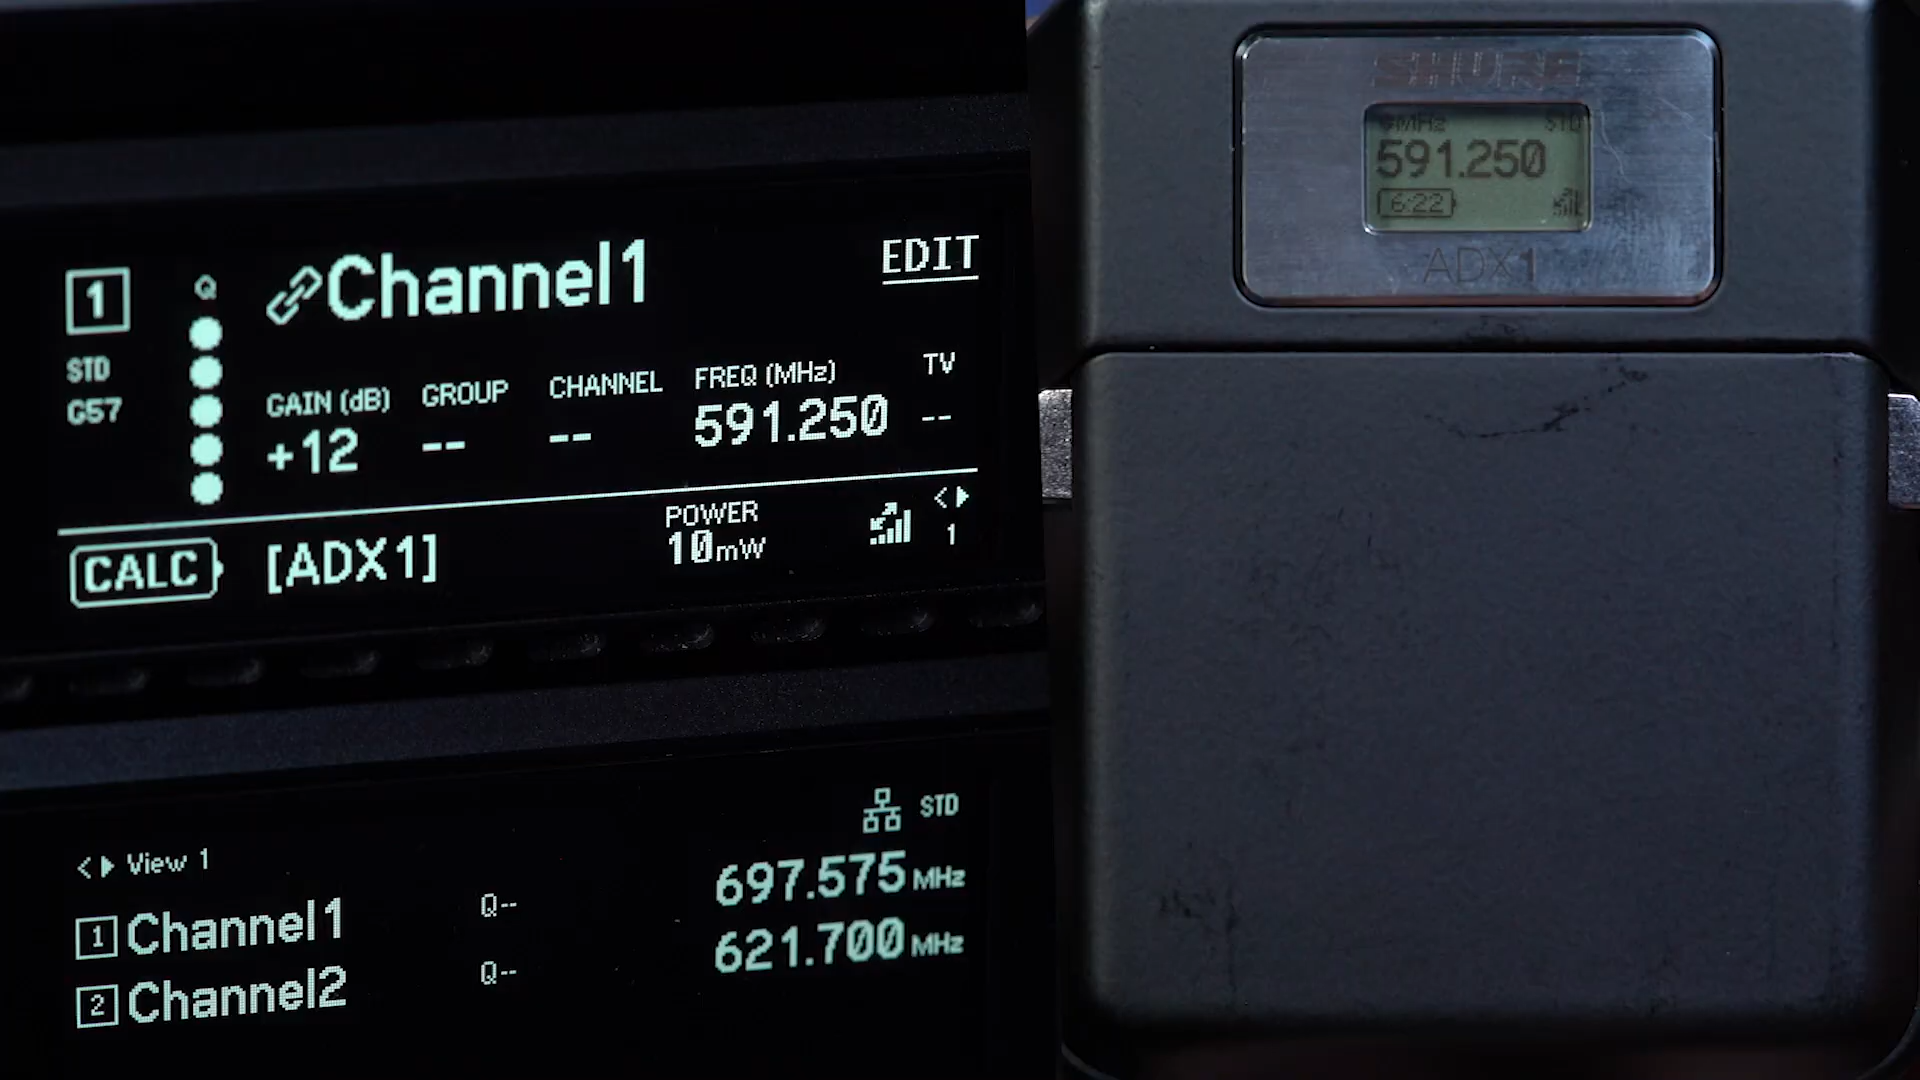 1
Q
Channel1
EDIT
STD
G57
GAIN (dB)
GROUP
CHANNEL
FREQ (MHz)
TV
+12
--
--
591.250
--
CALC
[ADX1]
POWER
10mW
1
STD
View 1
1 Channel1 Q-- 697.575 MHz
2 Channel2 Q-- 621.700 MHz
SHURE
MHz STD
591.250
6:22
ADX1